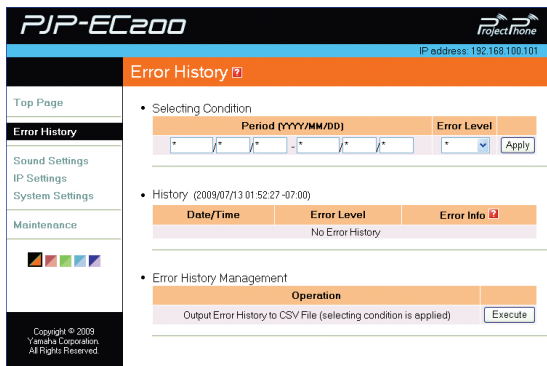 PJP-EC200
ProjectPhone
IP address: 192.168.100.101
Error History ?
Top Page
Error History
Sound Settings
IP Settings
System Settings
Maintenance
Copyright © 2009
Yamaha Corporation.
All Rights Reserved.
• Selecting Condition
Period (YYYY/MM/DD) Error Level
* /* /* - * /* /* * Apply
• History (2009/07/13 01:52:27 -07:00)
Date/Time Error Level Error Info ?
No Error History
• Error History Management
Operation
Output Error History to CSV File (selecting condition is applied) Execute